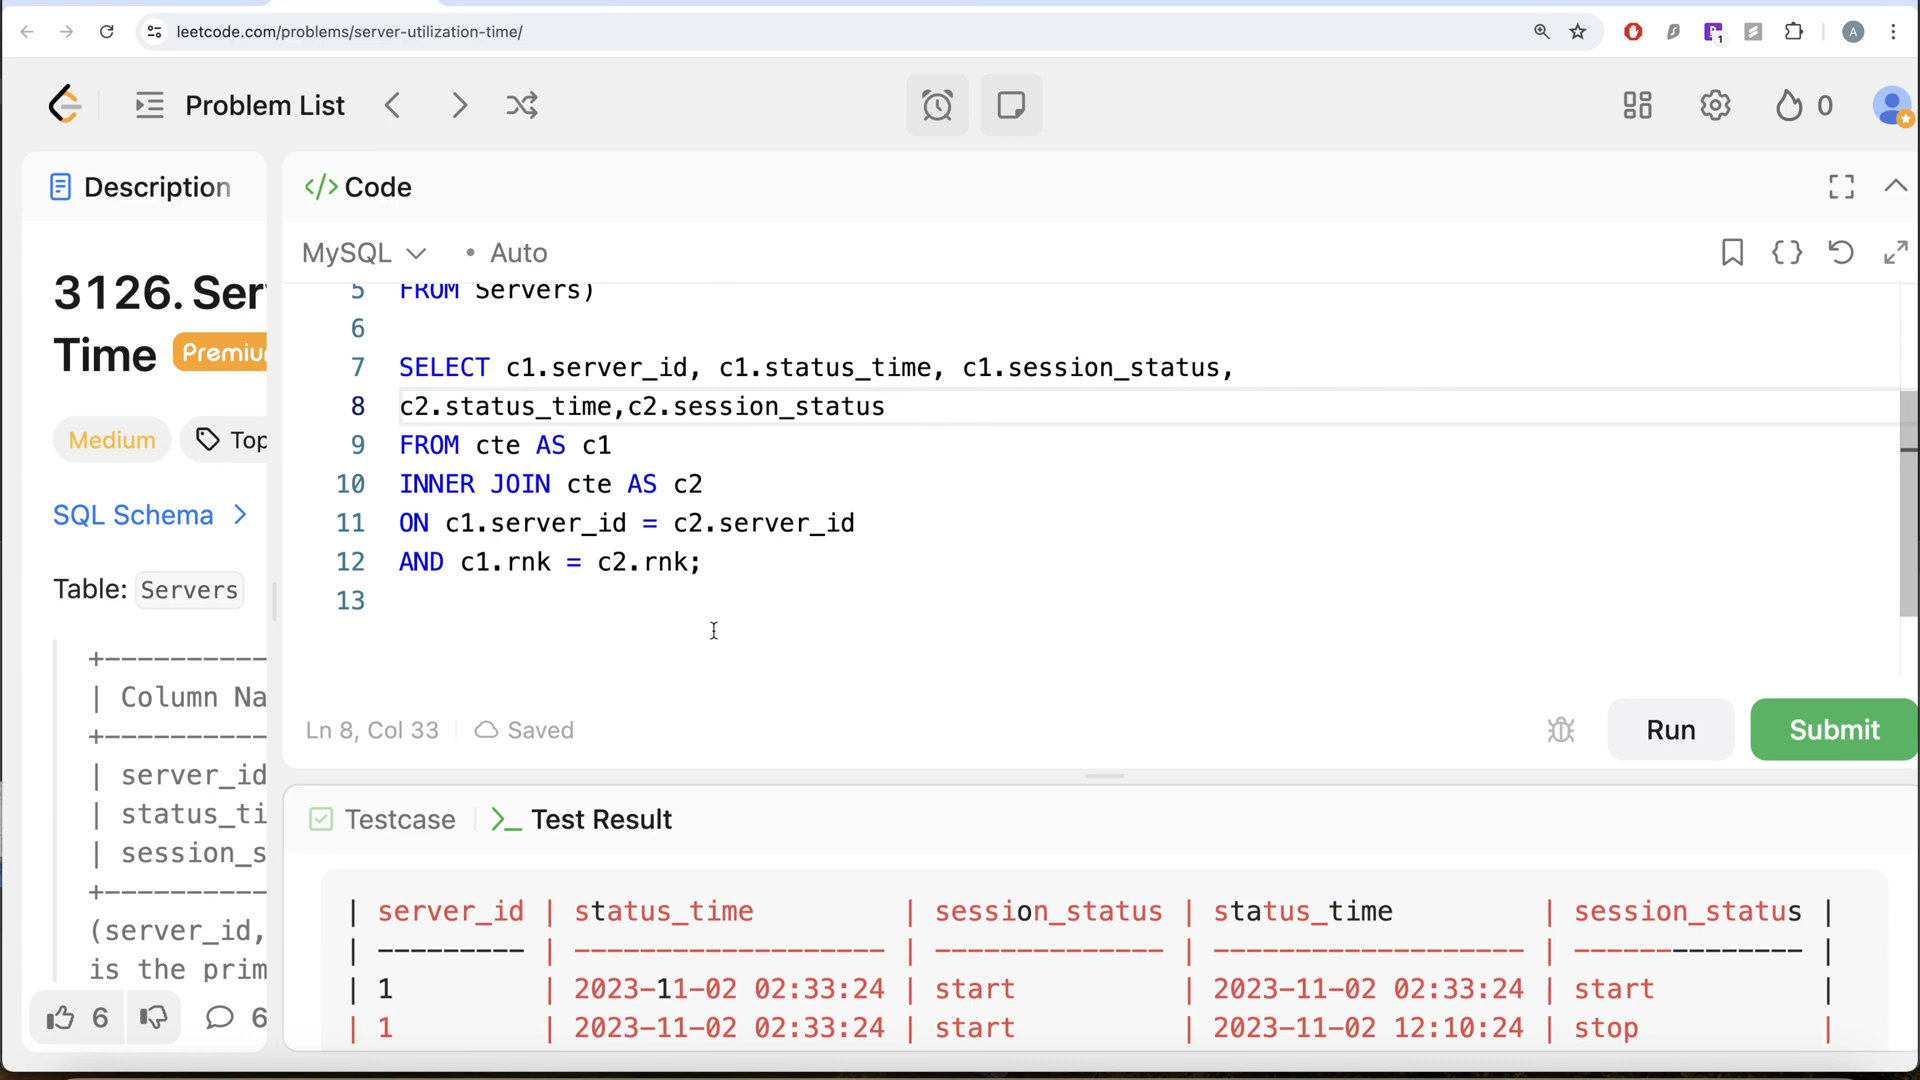 leetcode.com/problems/server-utilization-time/
1
A
Problem List
0
Description
</> Code
MySQL
• Auto
3126. Ser
Time
Premiu
Medium
Top
SQL Schema >
Table: Servers
+-----------
| Column Na
+-----------
| server_id
| status_ti
| session_s
+-----------
(server_id,
is the prim
6
6
5 FROM Servers)
6
7 SELECT c1.server_id, c1.status_time, c1.session_status,
8 c2.status_time,c2.session_status
9 FROM cte AS c1
10 INNER JOIN cte AS c2
11 ON c1.server_id = c2.server_id
12 AND c1.rnk = c2.rnk;
13
Ln 8, Col 33
Saved
Run
Submit
Testcase
>_ Test Result
| server_id | status_time | session_status | status_time | session_status |
| --------- | ------------------- | -------------- | ------------------- | -------------- |
| 1 | 2023-11-02 02:33:24 | start | 2023-11-02 02:33:24 | start |
| 1 | 2023-11-02 02:33:24 | start | 2023-11-02 12:10:24 | stop |